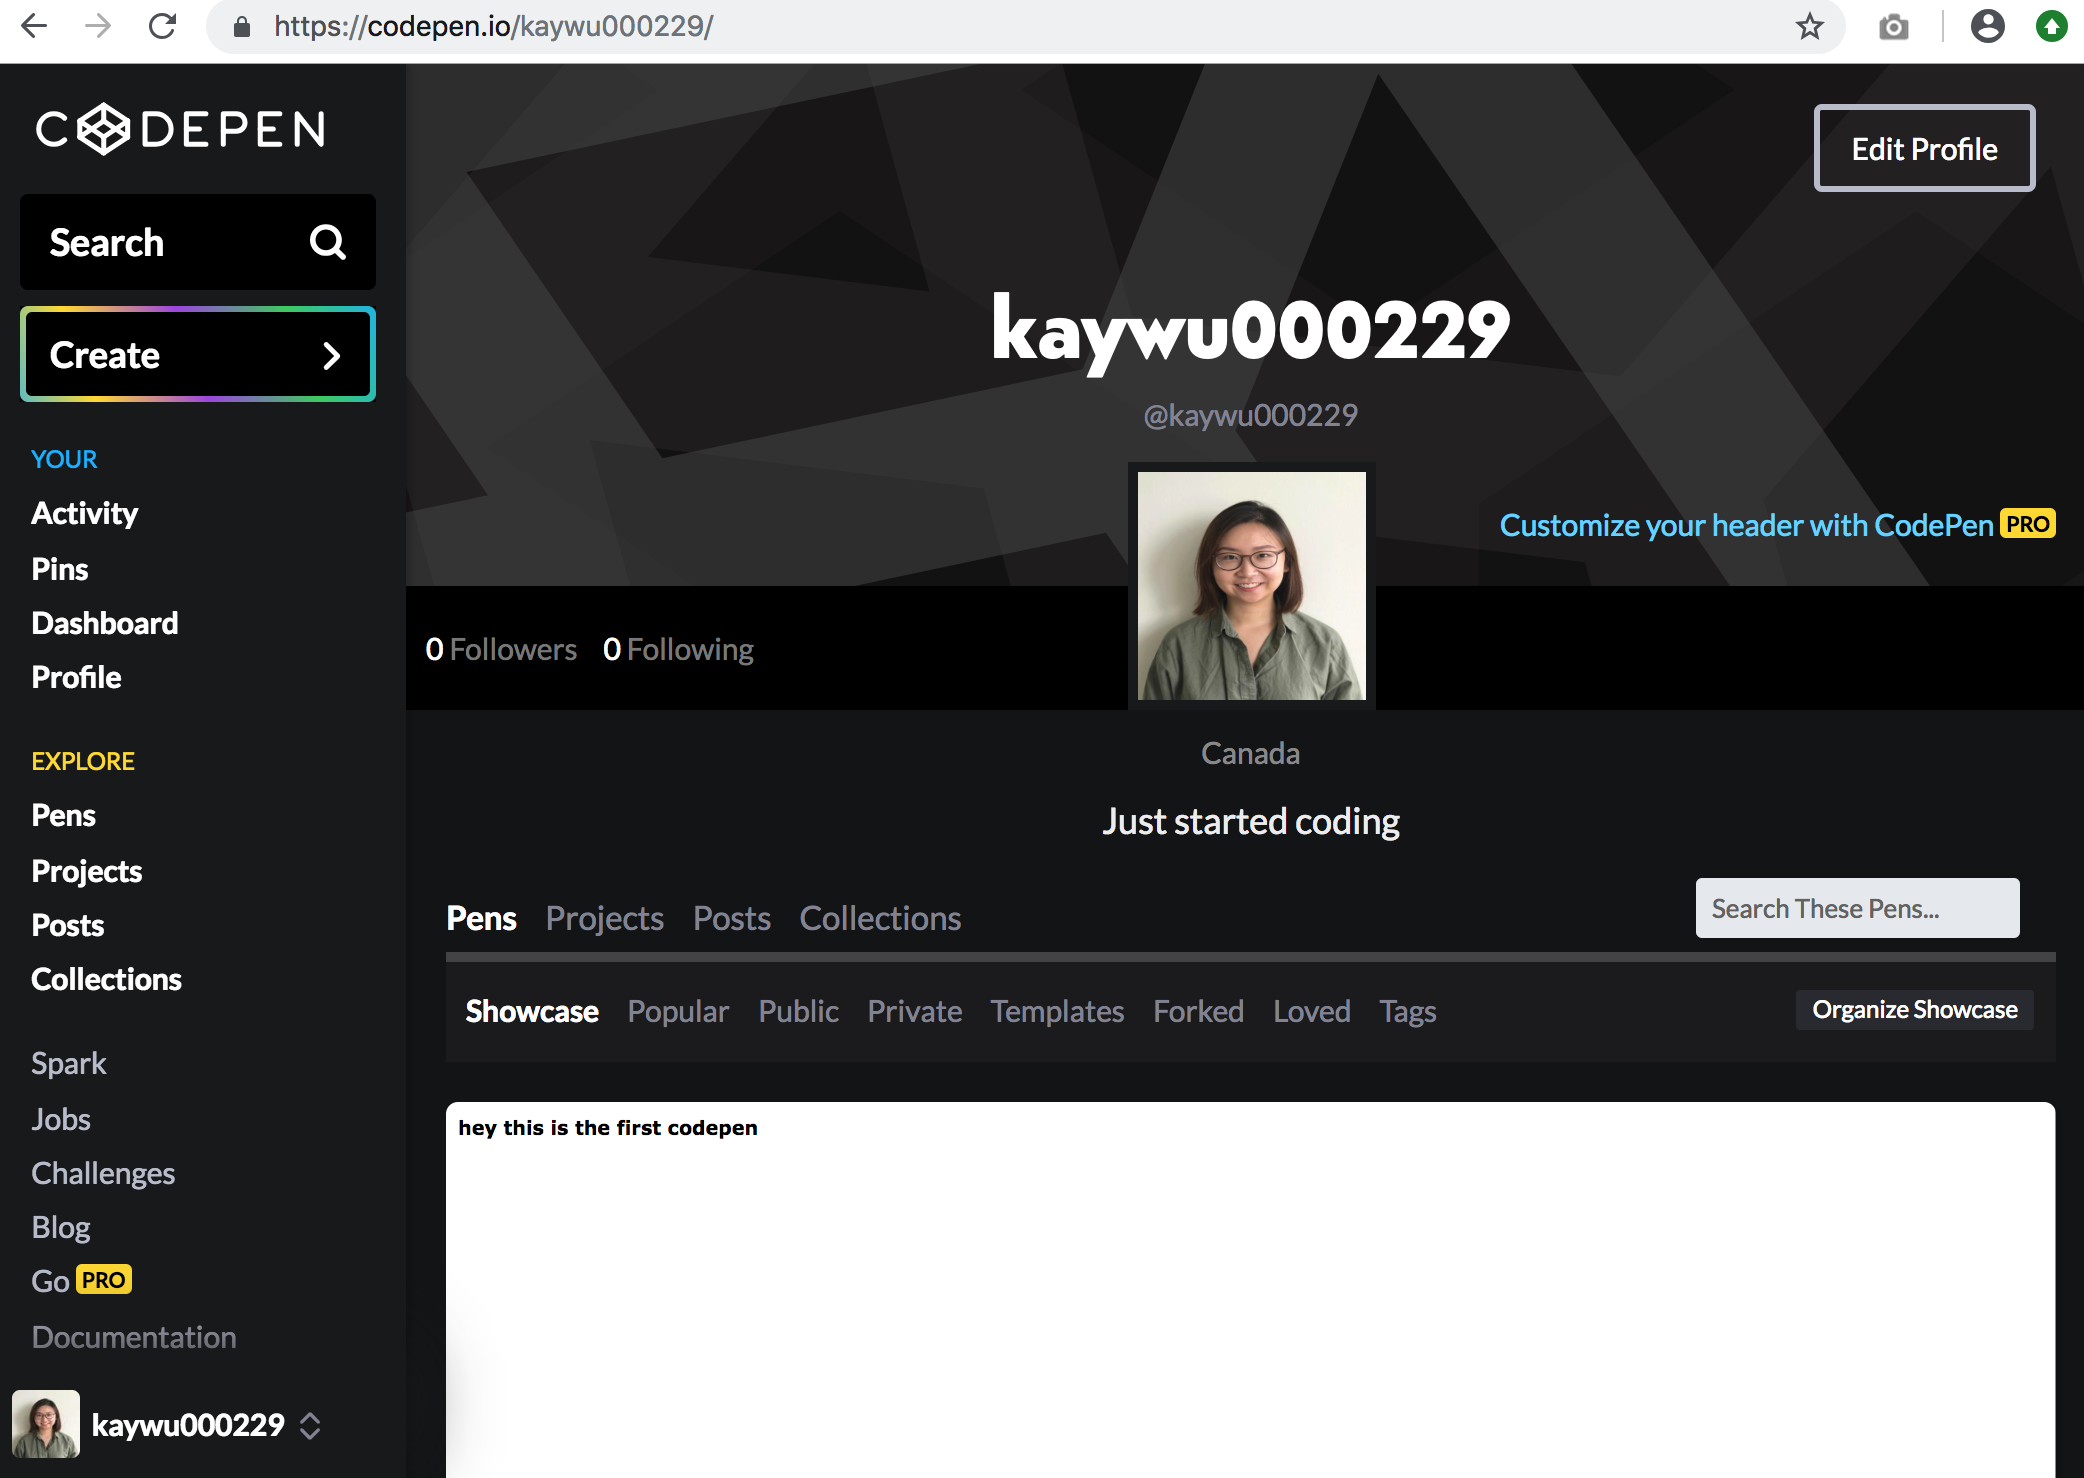 https://codepen.io/kaywu000229/
CODEPEN
Search
Create
YOUR
Activity
Pins
Dashboard
Profile
EXPLORE
Pens
Projects
Posts
Collections
Spark
Jobs
Challenges
Blog
Go PRO
Documentation
kaywu000229
Edit Profile
kaywu000229
@kaywu000229
Customize your header with CodePen PRO
0 Followers 0 Following
Canada
Just started coding
Pens Projects Posts Collections
Search These Pens...
Showcase Popular Public Private Templates Forked Loved Tags
Organize Showcase
hey this is the first codepen